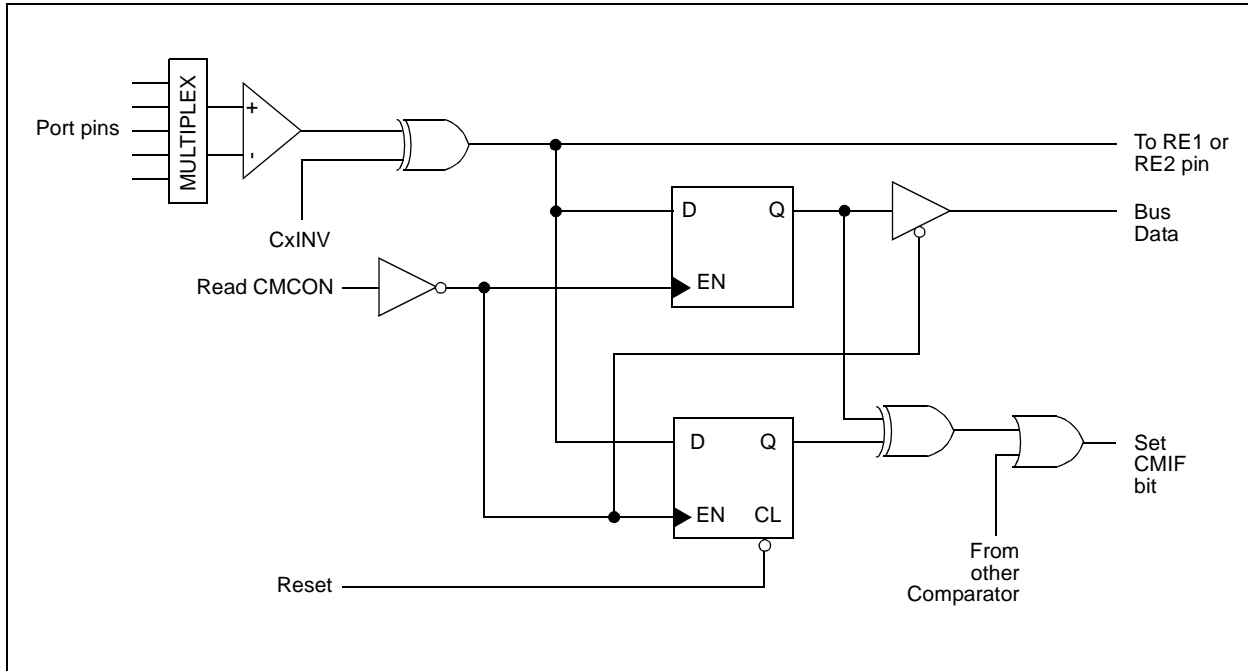 MULTIPLEX
+
-
Port pins
CxINV
To RE1 or
RE2 pin
D
Q
EN
Bus
Data
Read CMCON
D
Q
EN
CL
Set
CMIF
bit
From
other
Comparator
Reset